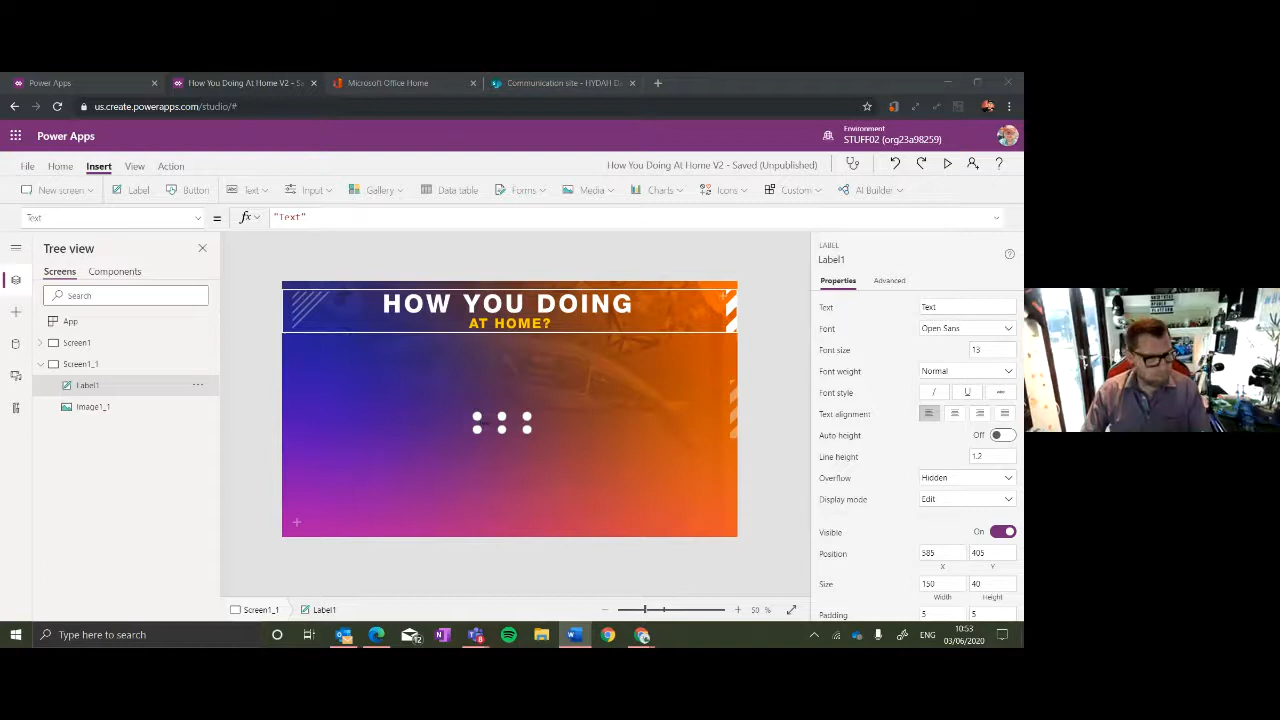 Power Apps
How You Doing At Home V2 - Sa
Microsoft Office Home
Communication site - HYDAH D
us.create.powerapps.com/studio/#
Power Apps
Environment
STUFF02 (org23a98259)
File Home Insert View Action
How You Doing At Home V2 - Saved (Unpublished)
New screen Label Button Text Input Gallery Data table Forms Media Charts Icons Custom AI Builder
Text = fx "Text"
Tree view
Screens Components
Search
App
Screen1
Screen1_1
Label1
Image1_1
HOW YOU DOING
AT HOME?
LABEL
Label1
Properties Advanced
Text Text
Font Open Sans
Font size 13
Font weight Normal
Font style / U abc
Text alignment
Auto height Off
Line height 1.2
Overflow Hidden
Display mode Edit
Visible On
Position 585 405
X Y
Size 150 40
Width Height
Padding 5 5
Screen1_1 Label1
50 %
Type here to search
ENG
10:53
03/06/2020